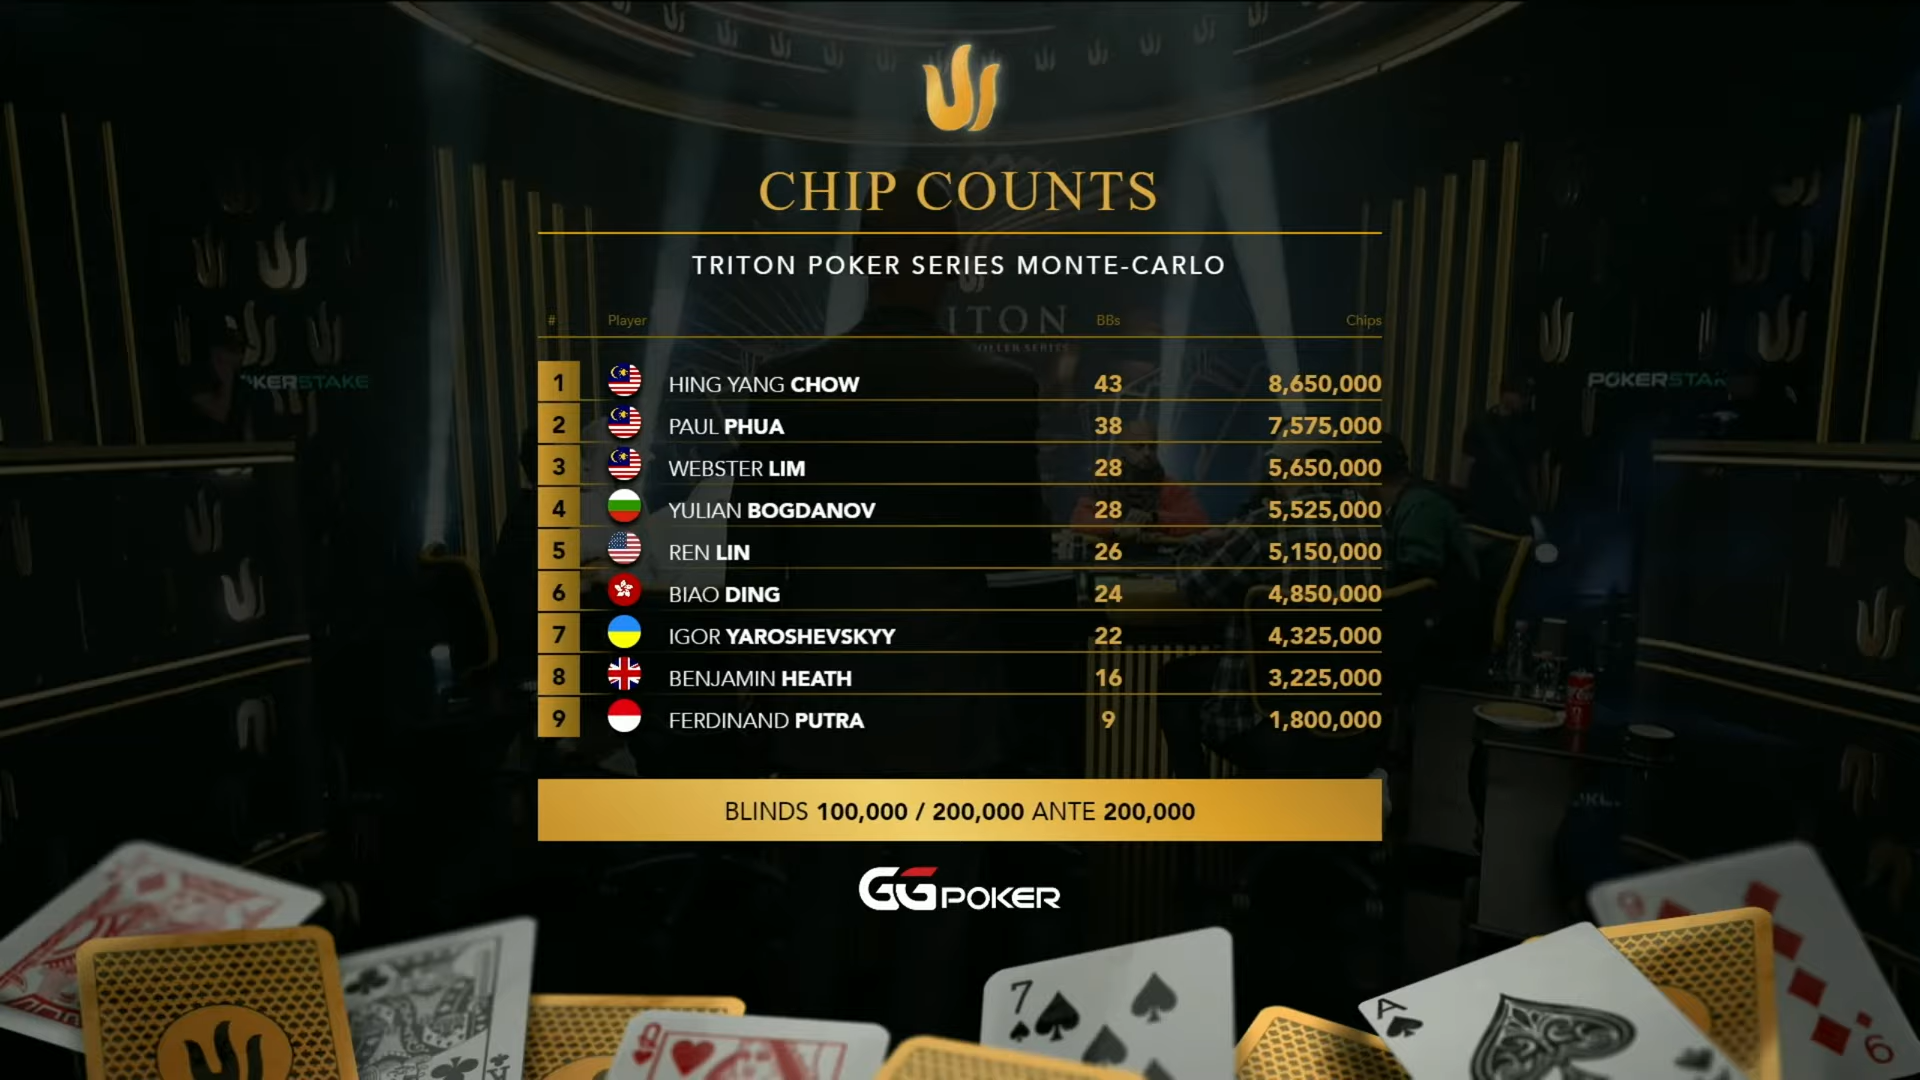 CHIP COUNTS
TRITON POKER SERIES MONTE-CARLO
# Player BBs Chips
1 HING YANG CHOW 43 8,650,000
2 PAUL PHUA 38 7,575,000
3 WEBSTER LIM 28 5,650,000
4 YULIAN BOGDANOV 28 5,525,000
5 REN LIN 26 5,150,000
6 BIAO DING 24 4,850,000
7 IGOR YAROSHEVSKYY 22 4,325,000
8 BENJAMIN HEATH 16 3,225,000
9 FERDINAND PUTRA 9 1,800,000
BLINDS 100,000 / 200,000 ANTE 200,000
GGPOKER
7
A
Q
9